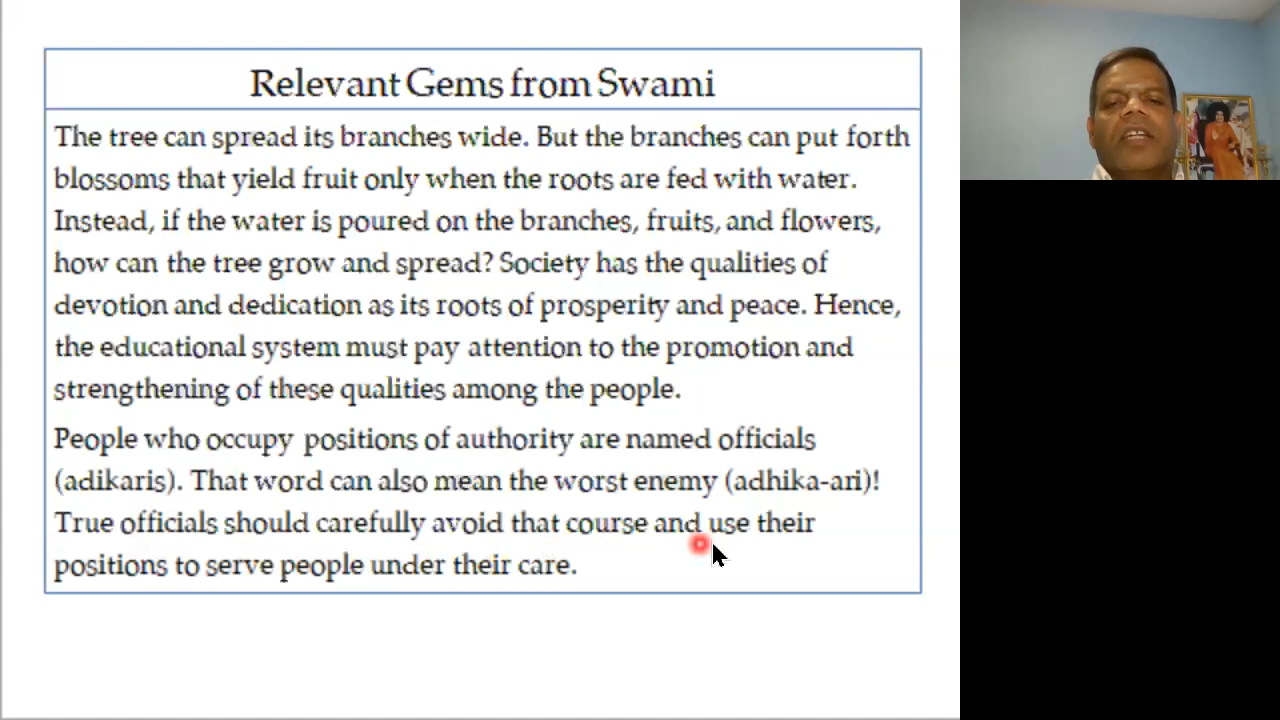 Relevant Gems from Swami
The tree can spread its branches wide. But the branches can put forth
blossoms that yield fruit only when the roots are fed with water.
Instead, if the water is poured on the branches, fruits, and flowers,
how can the tree grow and spread? Society has the qualities of
devotion and dedication as its roots of prosperity and peace. Hence,
the educational system must pay attention to the promotion and
strengthening of these qualities among the people.
People who occupy positions of authority are named officials
(adikaris). That word can also mean the worst enemy (adhika-ari)!
True officials should carefully avoid that course and use their
positions to serve people under their care.